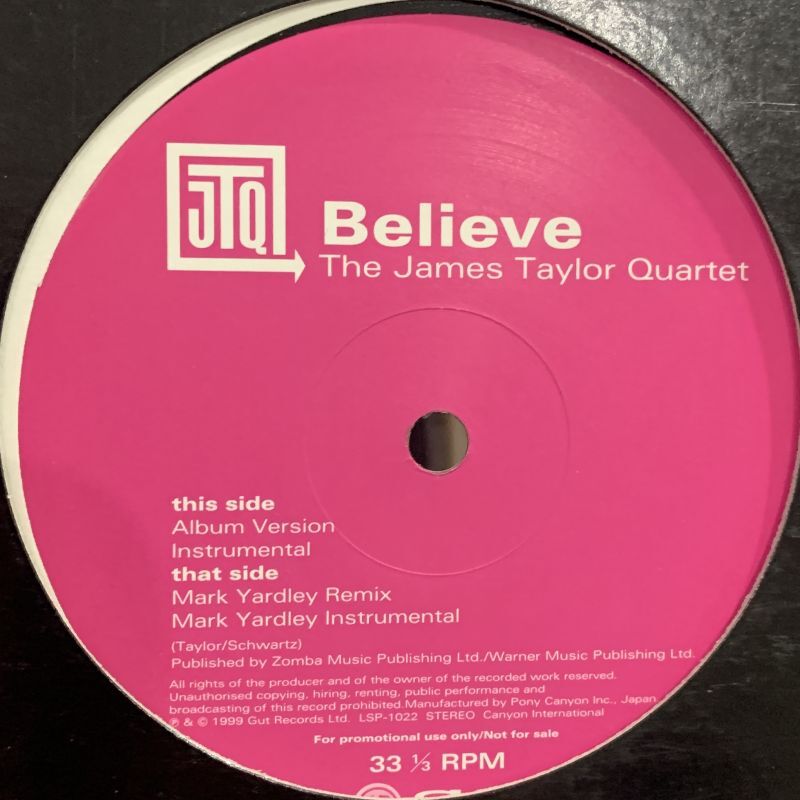 JTQ
Believe
The James Taylor Quartet
this side
Album Version
Instrumental
that side
Mark Yardley Remix
Mark Yardley Instrumental
(Taylor/Schwartz)
Published by Zomba Music Publishing Ltd./Warner Music Publishing Ltd.
All rights of the producer and of the owner of the recorded work reserved.
Unauthorised copying, hiring, renting, public performance and
broadcasting of this record prohibited.Manufactured by Pony Canyon Inc., Japan
℗ & © 1999 Gut Records Ltd. LSP-1022 STEREO Canyon International
For promotional use only/Not for sale
33 ⅓ RPM